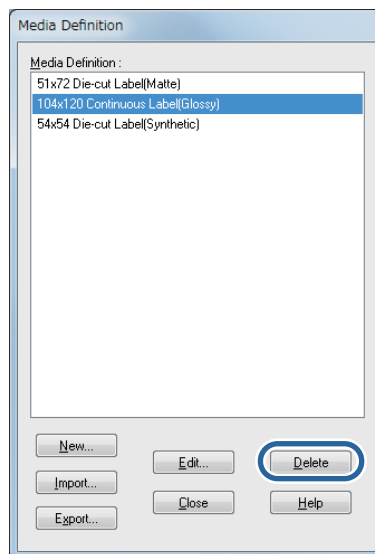 Media Definition
Media Definition :
51x72 Die-cut Label(Matte)
104x120 Continuous Label(Glossy)
54x54 Die-cut Label(Synthetic)
New...
Edit...
Delete
Import...
Close
Help
Export...